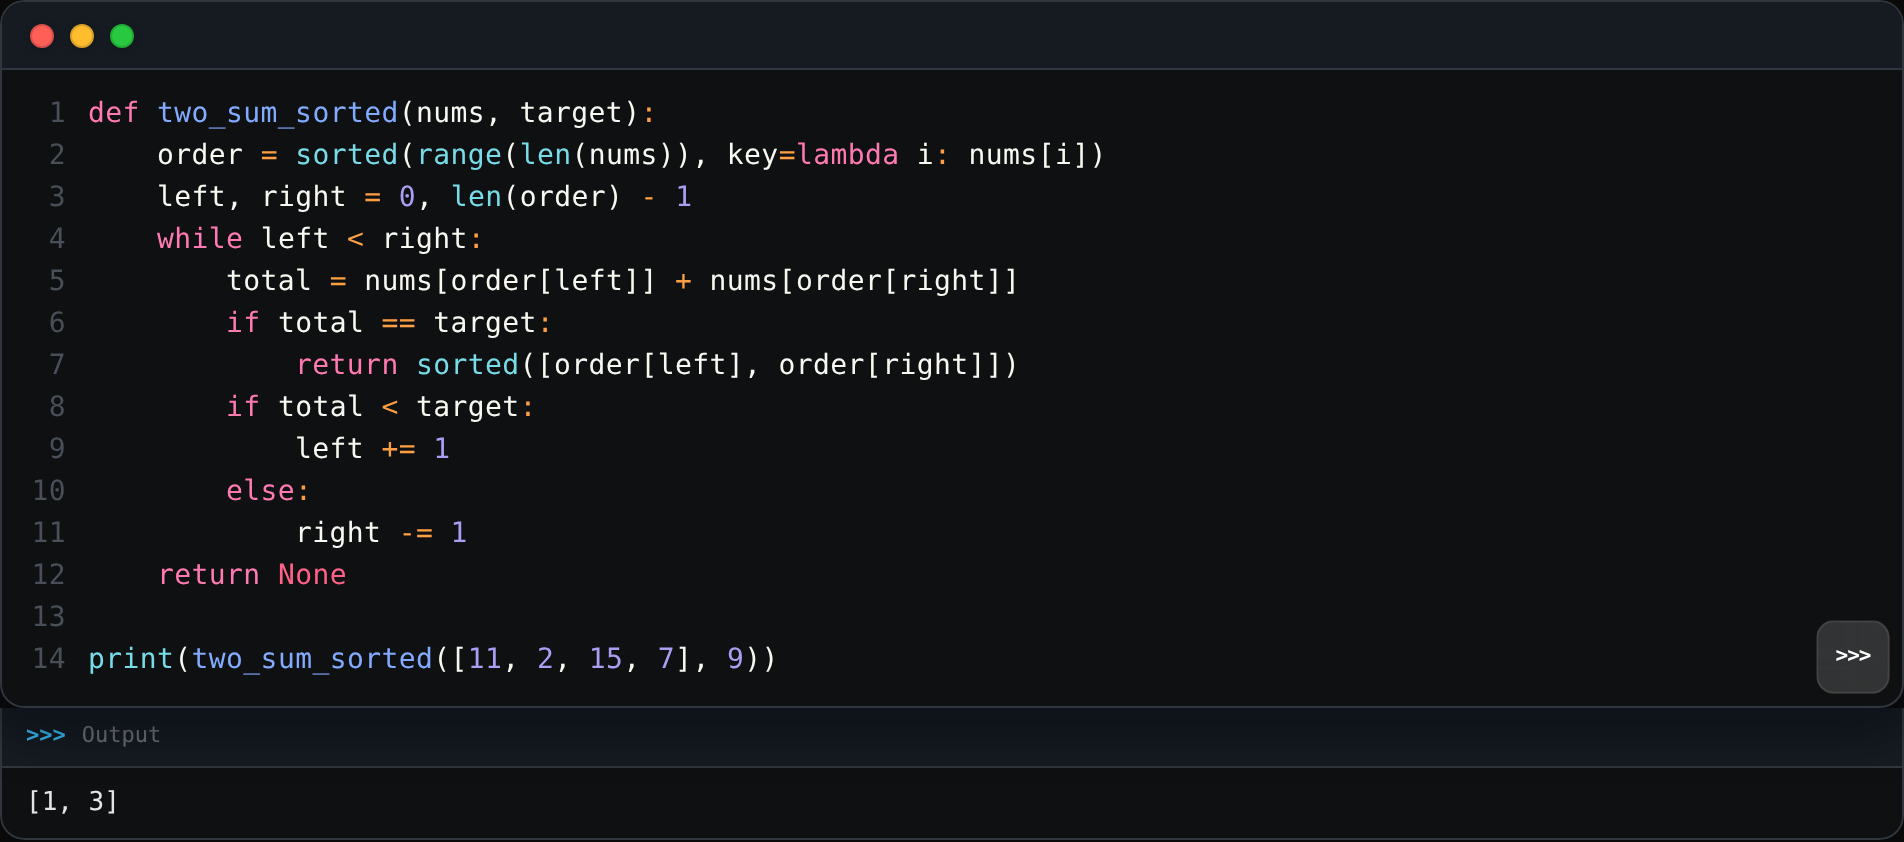 1 def two_sum_sorted(nums, target):
2     order = sorted(range(len(nums)), key=lambda i: nums[i])
3     left, right = 0, len(order) - 1
4     while left < right:
5         total = nums[order[left]] + nums[order[right]]
6         if total == target:
7             return sorted([order[left], order[right]])
8         if total < target:
9             left += 1
10         else:
11             right -= 1
12     return None
13
14 print(two_sum_sorted([11, 2, 15, 7], 9))
>>>
>>> Output
[1, 3]